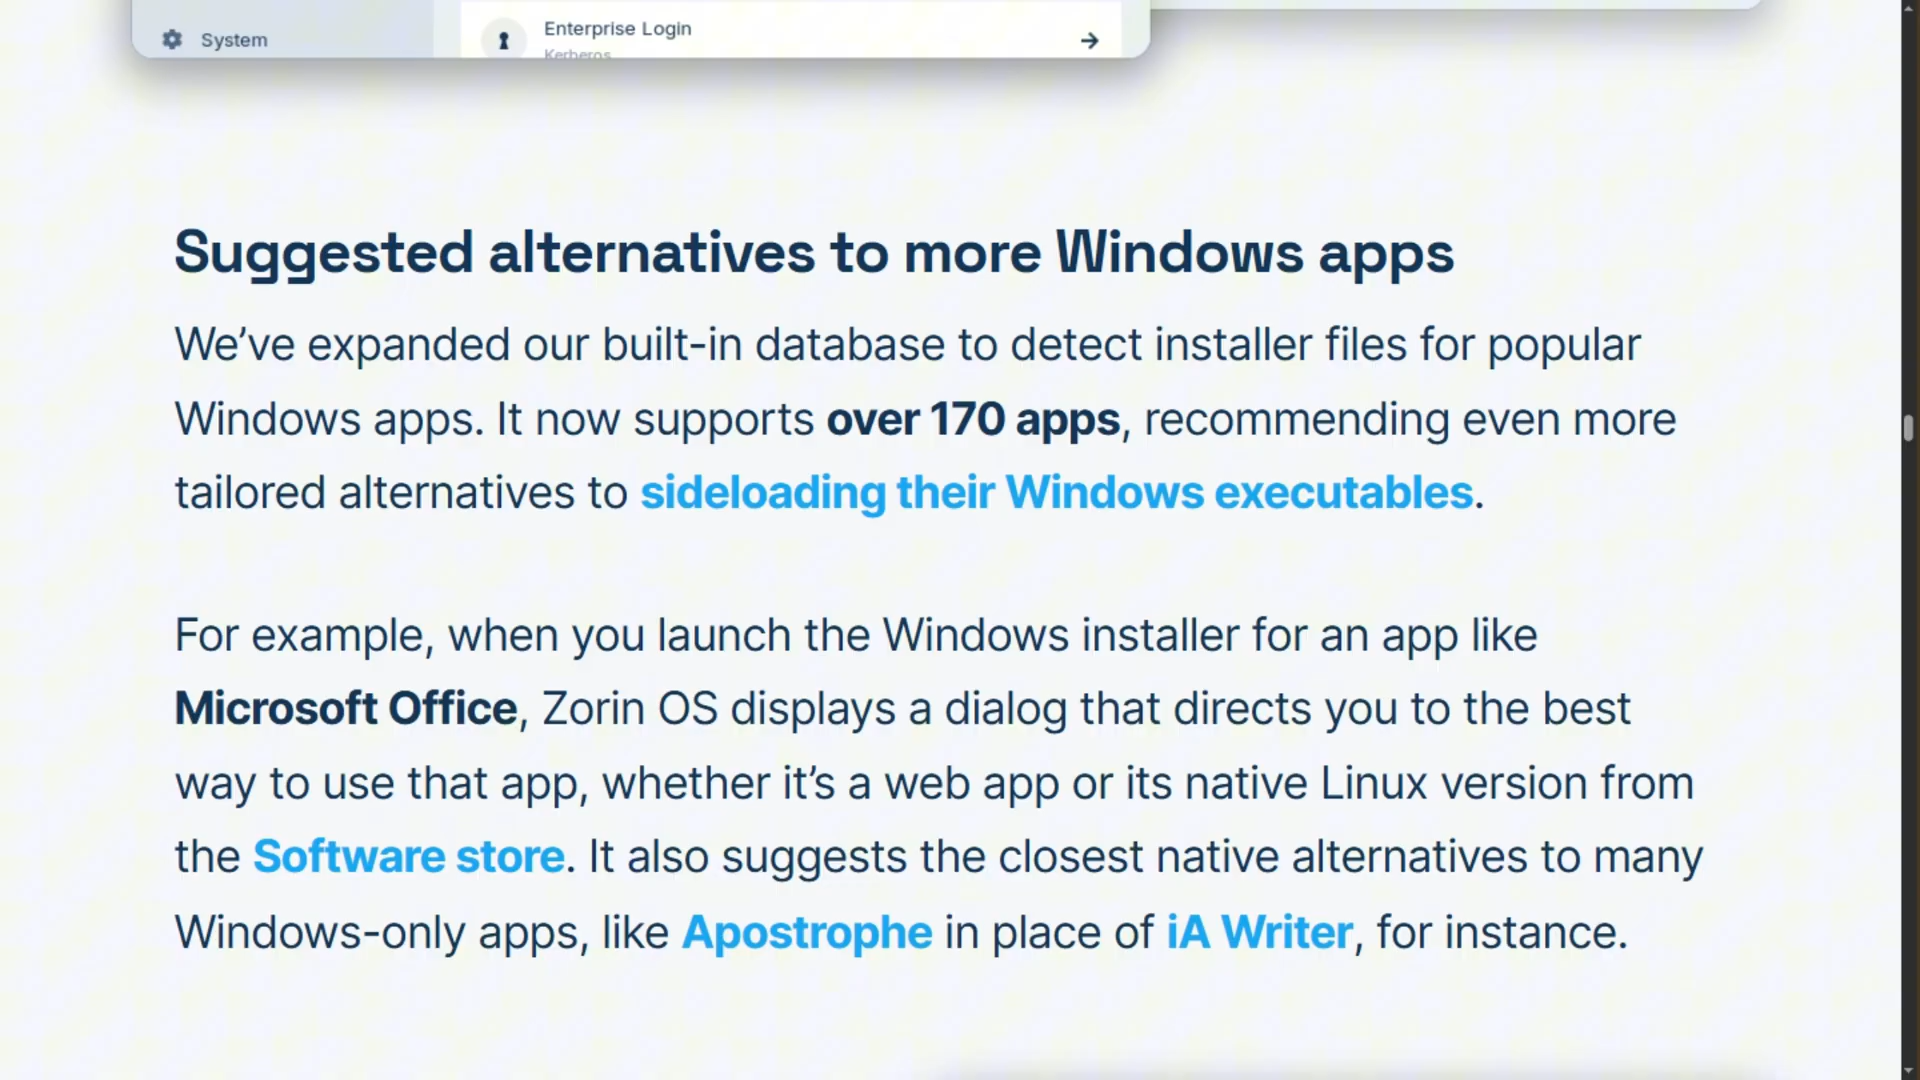 System
Enterprise Login
Kerberos
Suggested alternatives to more Windows apps
We’ve expanded our built-in database to detect installer files for popular
Windows apps. It now supports over 170 apps, recommending even more
tailored alternatives to sideloading their Windows executables.
For example, when you launch the Windows installer for an app like
Microsoft Office, Zorin OS displays a dialog that directs you to the best
way to use that app, whether it’s a web app or its native Linux version from
the Software store. It also suggests the closest native alternatives to many
Windows-only apps, like Apostrophe in place of iA Writer, for instance.